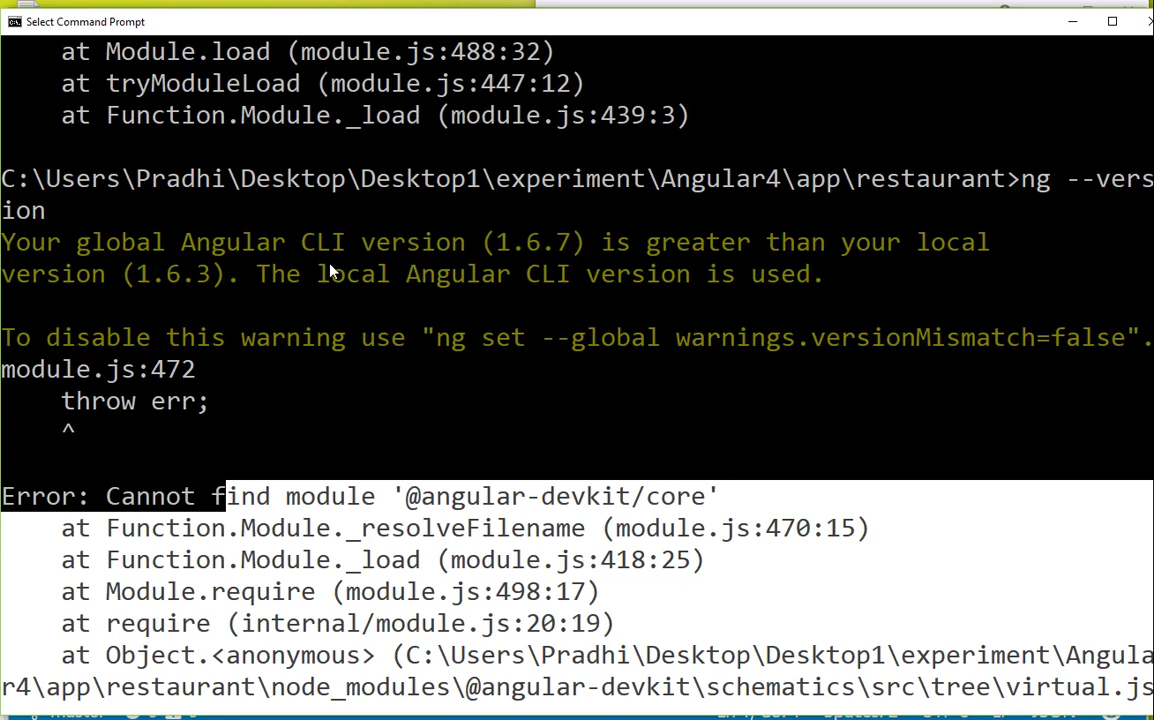 Select Command Prompt
at Module.load (module.js:488:32)
at tryModuleLoad (module.js:447:12)
at Function.Module._load (module.js:439:3)
C:\Users\Pradhi\Desktop\Desktop1\experiment\Angular4\app\restaurant>ng --vers
ion
Your global Angular CLI version (1.6.7) is greater than your local
version (1.6.3). The local Angular CLI version is used.
To disable this warning use "ng set --global warnings.versionMismatch=false".
module.js:472
throw err;
^
Error: Cannot find module '@angular-devkit/core'
at Function.Module._resolveFilename (module.js:470:15)
at Function.Module._load (module.js:418:25)
at Module.require (module.js:498:17)
at require (internal/module.js:20:19)
at Object.<anonymous> (C:\Users\Pradhi\Desktop\Desktop1\experiment\Angula
r4\app\restaurant\node_modules\@angular-devkit\schematics\src\tree\virtual.js